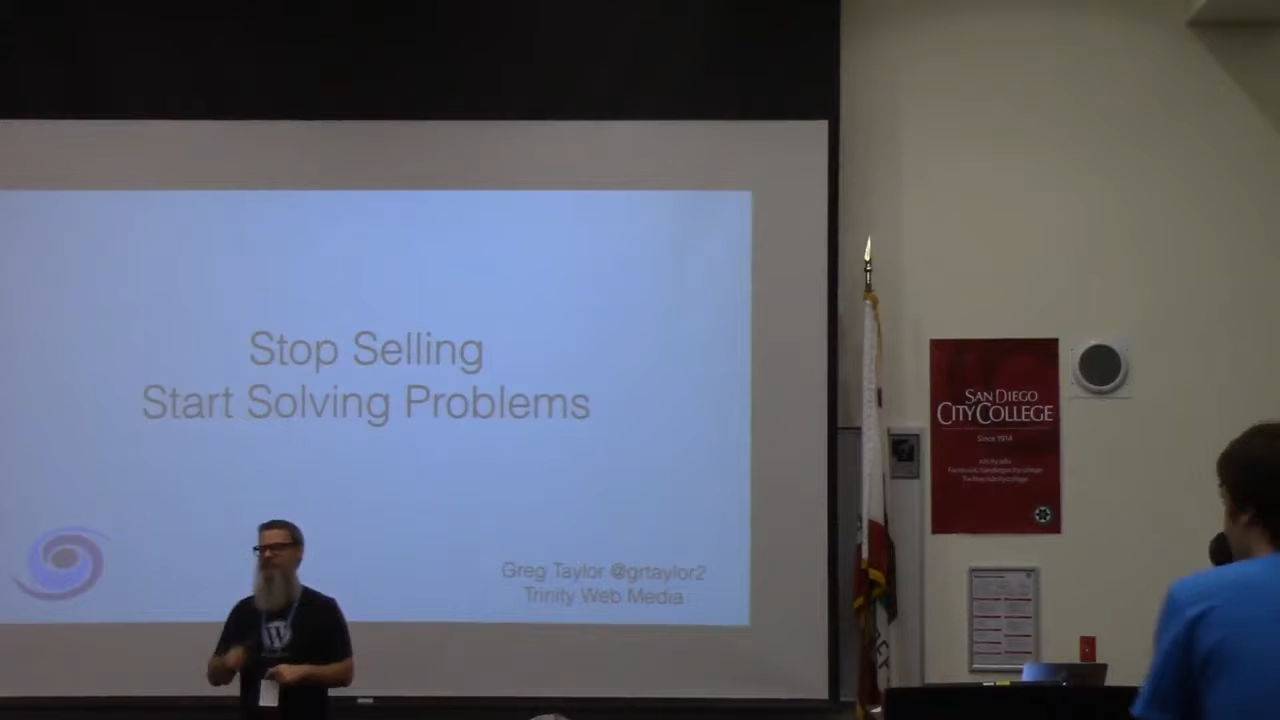 Stop Selling
Start Solving Problems
Greg Taylor @grtaylor2
Trinity Web Media
SAN DIEGO
CITY COLLEGE
Since 1914
W